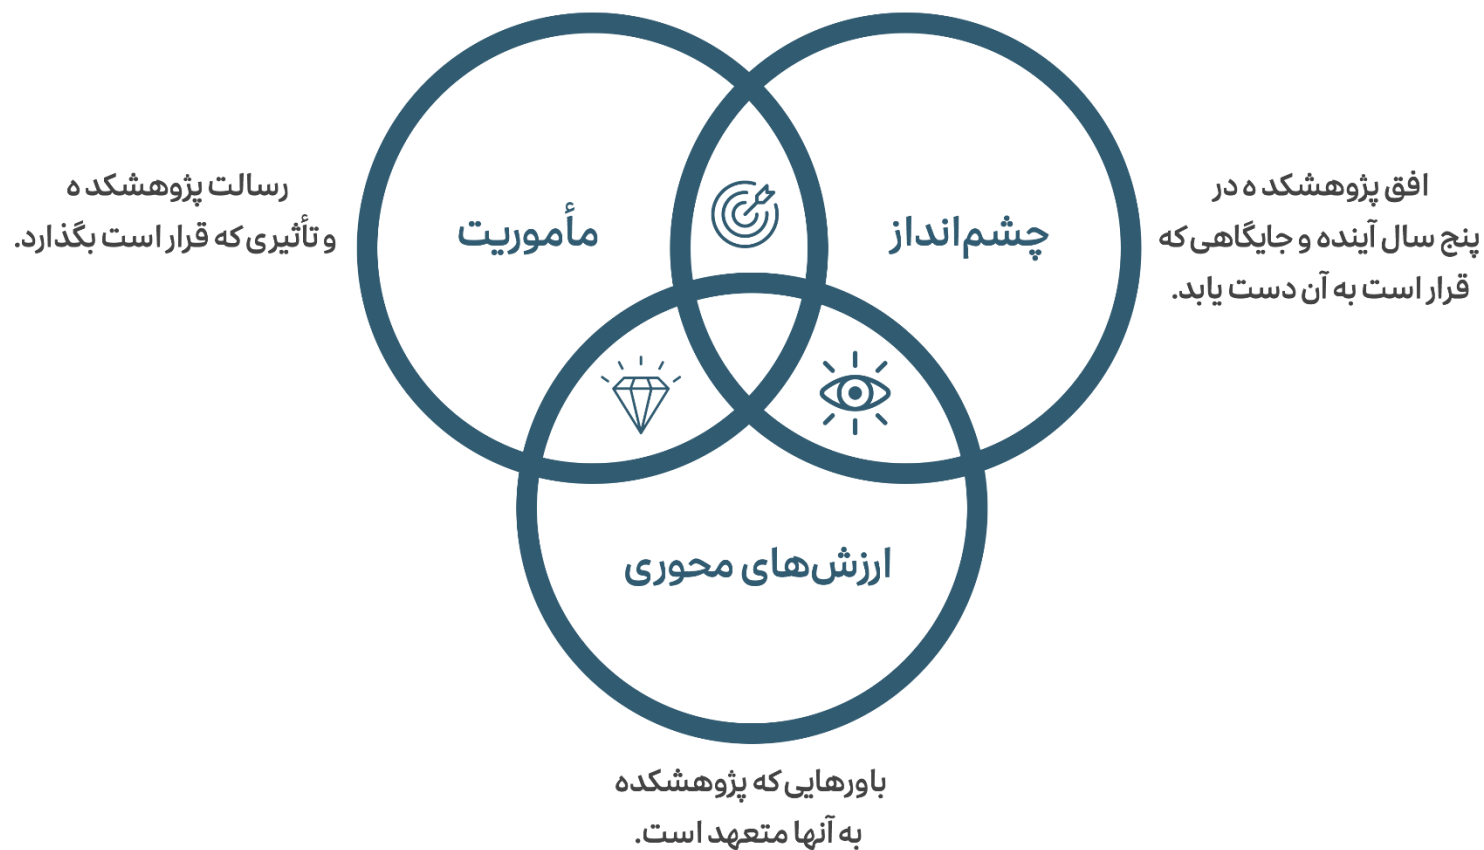 چشم‌انداز
افق پژوهشکد ه در
پنج سال آینده و جایگاهی که
قرار است به آن دست یابد.
مأموریت
رسالت پژوهشکد ه
و تأثیری که قرار است بگذارد.
ارزش‌های محوری
باورهایی که پژوهشکده
به آنها متعهد است.